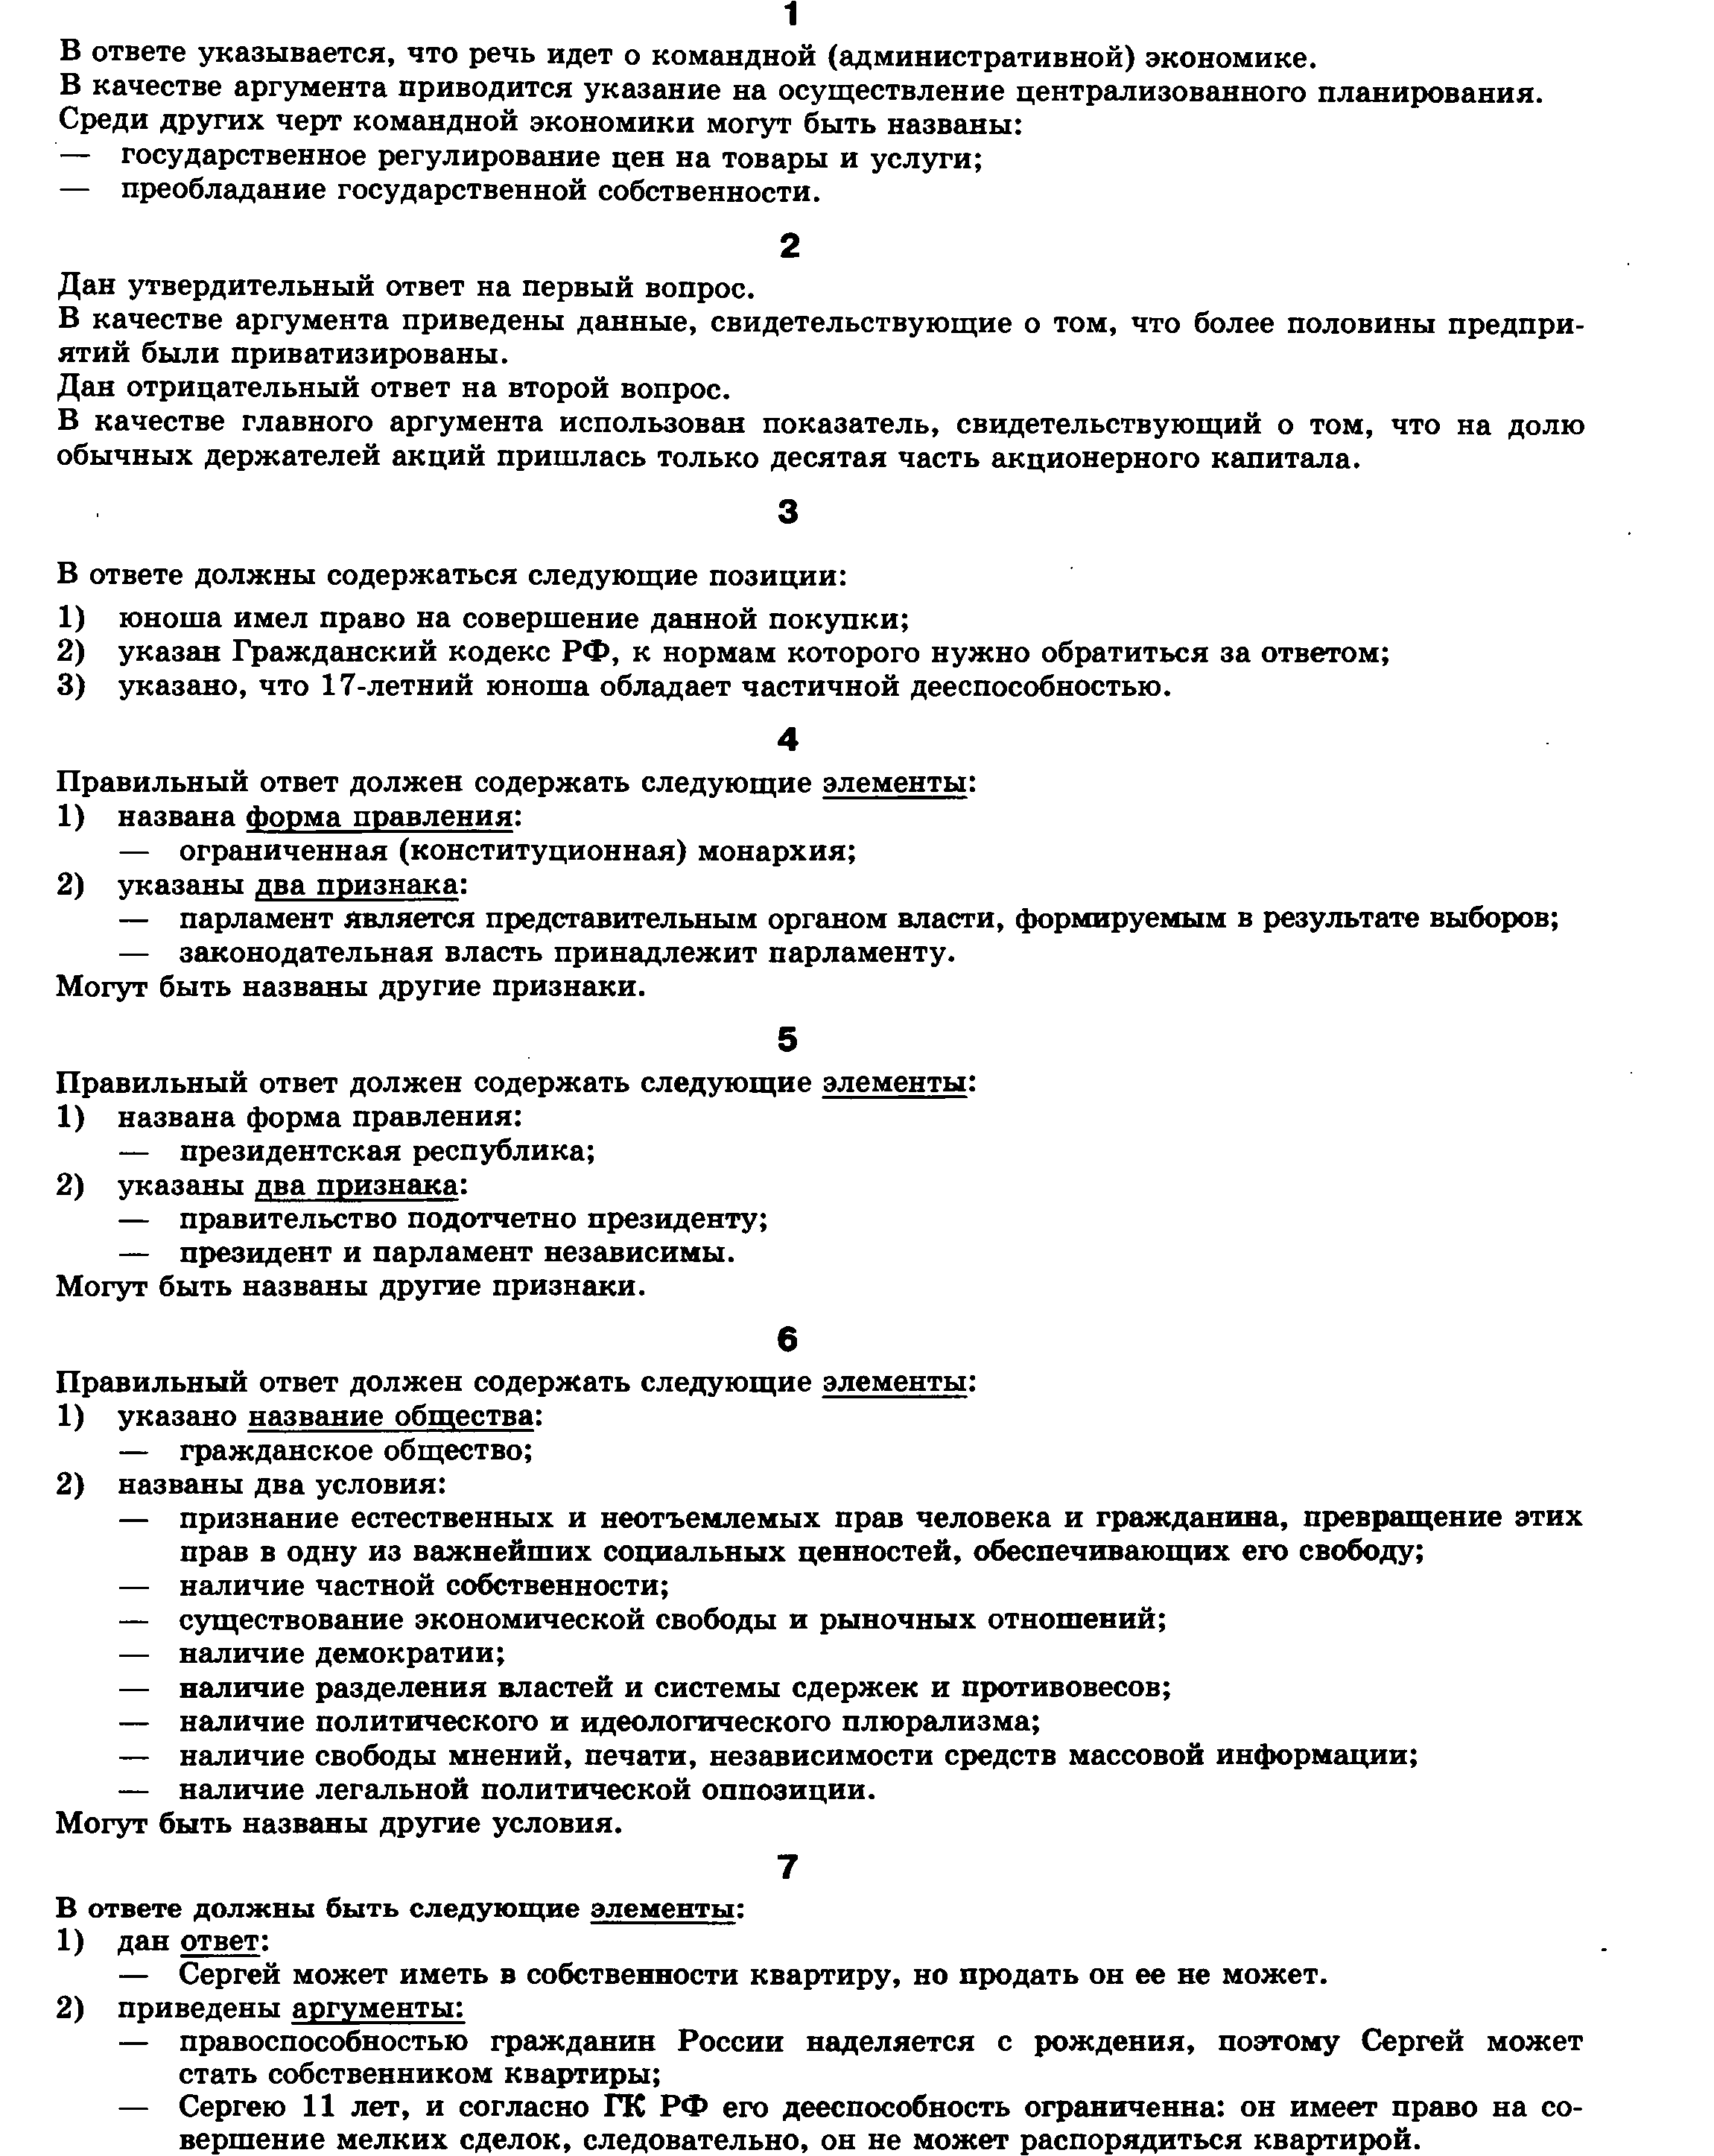 1
В ответе указывается, что речь идет о командной (административной) экономике.
В качестве аргумента приводится указание на осуществление централизованного планирования.
Среди других черт командной экономики могут быть названы:
— государственное регулирование цен на товары и услуги;
— преобладание государственной собственности.
2
Дан утвердительный ответ на первый вопрос.
В качестве аргумента приведены данные, свидетельствующие о том, что более половины предпри-
ятий были приватизированы.
Дан отрицательный ответ на второй вопрос.
В качестве главного аргумента использован показатель, свидетельствующий о том, что на долю
обычных держателей акций пришлась только десятая часть акционерного капитала.
3
В ответе должны содержаться следующие позиции:
1) юноша имел право на совершение данной покупки;
2) указан Гражданский кодекс РФ, к нормам которого нужно обратиться за ответом;
3) указано, что 17-летний юноша обладает частичной дееспособностью.
4
Правильный ответ должен содержать следующие элементы:
1) названа форма правления:
— ограниченная (конституционная) монархия;
2) указаны два признака:
— парламент является представительным органом власти, формируемым в результате выборов;
— законодательная власть принадлежит парламенту.
Могут быть названы другие признаки.
5
Правильный ответ должен содержать следующие элементы:
1) названа форма правления:
— президентская республика;
2) указаны два признака:
— правительство подотчетно президенту;
— президент и парламент независимы.
Могут быть названы другие признаки.
6
Правильный ответ должен содержать следующие элементы:
1) указано название общества:
— гражданское общество;
2) названы два условия:
— признание естественных и неотъемлемых прав человека и гражданина, превращение этих
прав в одну из важнейших социальных ценностей, обеспечивающих его свободу;
— наличие частной собственности;
— существование экономической свободы и рыночных отношений;
— наличие демократии;
— наличие разделения властей и системы сдержек и противовесов;
— наличие политического и идеологического плюрализма;
— наличие свободы мнений, печати, независимости средств массовой информации;
— наличие легальной политической оппозиции.
Могут быть названы другие условия.
7
В ответе должны быть следующие элементы:
1) дан ответ:
— Сергей может иметь в собственности квартиру, но продать он ее не может.
2) приведены аргументы:
— правоспособностью гражданин России наделяется с рождения, поэтому Сергей может
стать собственником квартиры;
— Сергею 11 лет, и согласно ГК РФ его дееспособность ограниченна: он имеет право на со-
вершение мелких сделок, следовательно, он не может распорядиться квартирой.